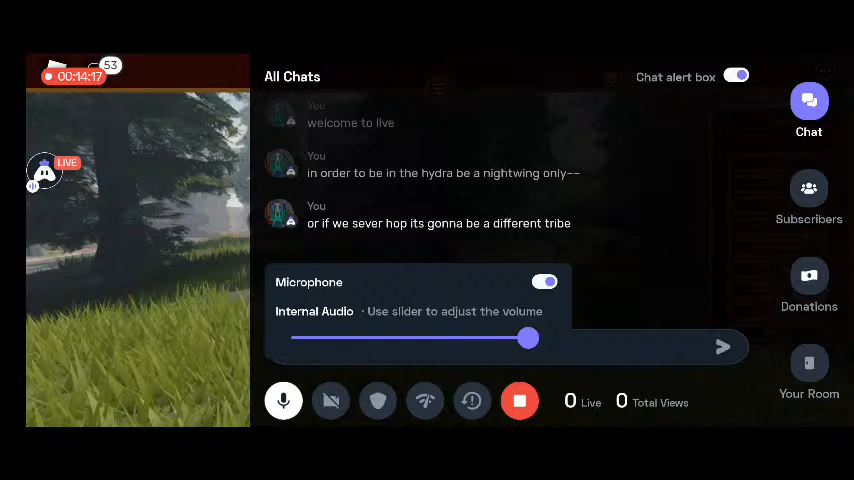 53
00:14:17
LIVE
All Chats
Chat alert box
You
welcome to live
You
in order to be in the hydra be a nightwing only--
You
or if we sever hop its gonna be a different tribe
Microphone
Internal Audio · Use slider to adjust the volume
0 Live 0 Total Views
Chat
Subscribers
Donations
Your Room